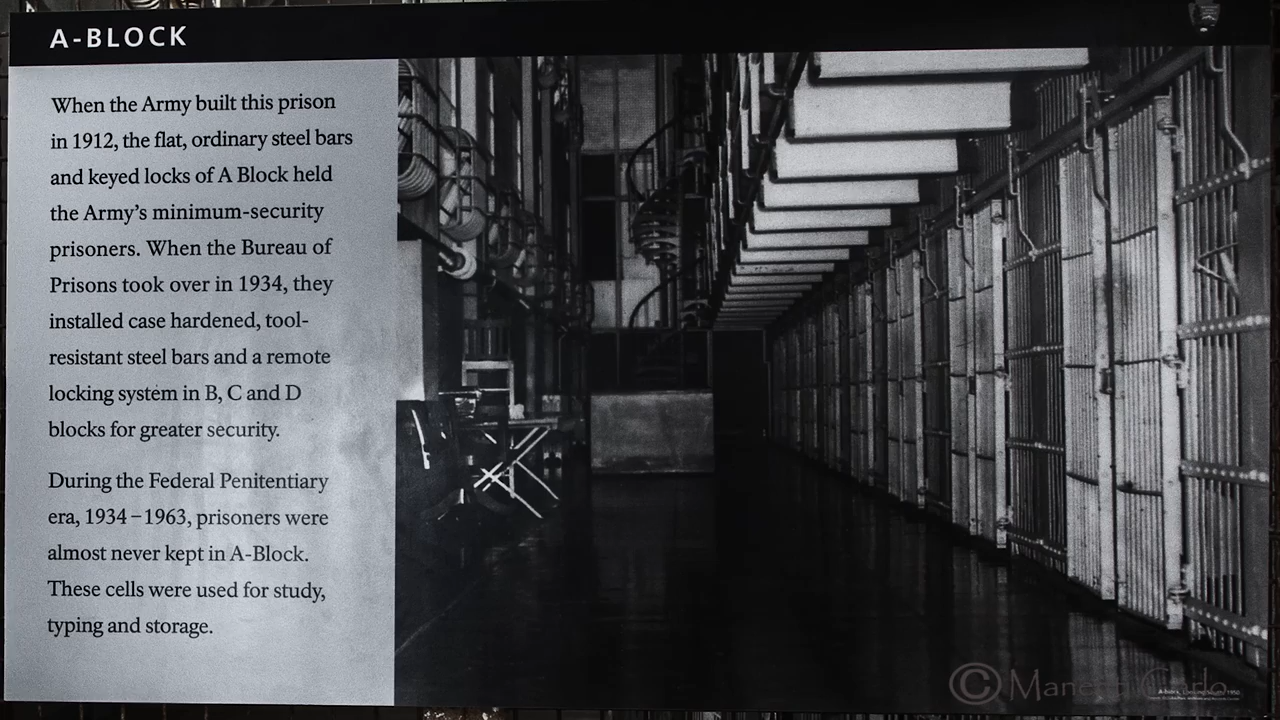 A-BLOCK
When the Army built this prison
in 1912, the flat, ordinary steel bars
and keyed locks of A Block held
the Army's minimum-security
prisoners. When the Bureau of
Prisons took over in 1934, they
installed case hardened, tool-
resistant steel bars and a remote
locking system in B, C and D
blocks for greater security.
During the Federal Penitentiary
era, 1934–1963, prisoners were
almost never kept in A-Block.
These cells were used for study,
typing and storage.
©
Carlo